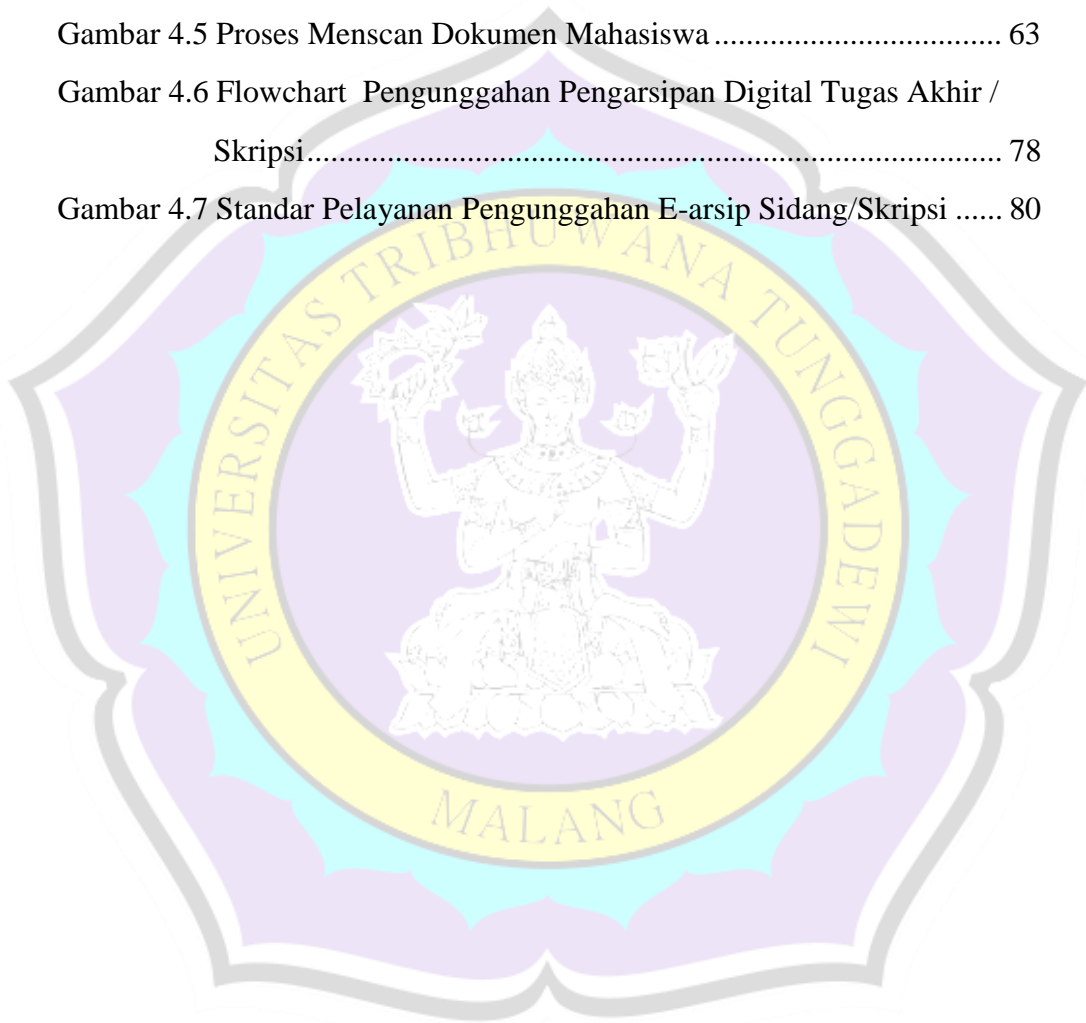 Gambar 4.5 Proses Menscan Dokumen Mahasiswa .................................. 63
Gambar 4.6 Flowchart  Pengunggahan Pengarsipan Digital Tugas Akhir /
Skripsi..................................................................................... 78
Gambar 4.7 Standar Pelayanan Pengunggahan E-arsip Sidang/Skripsi ...... 80
UNIVERSITAS TRIBHUWANA TUNGGADEWI
MALANG